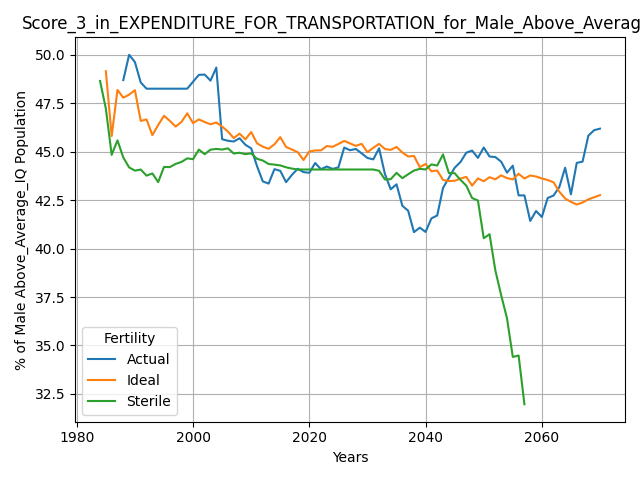 Score_3_in_EXPENDITURE_FOR_TRANSPORTATION_for_Male_Above_Averag
% of Male Above_Average_IQ Population
50.0
47.5
45.0
42.5
40.0
37.5
35.0
32.5
Fertility
Actual
Ideal
Sterile
1980 2000 2020 2040 2060
Years